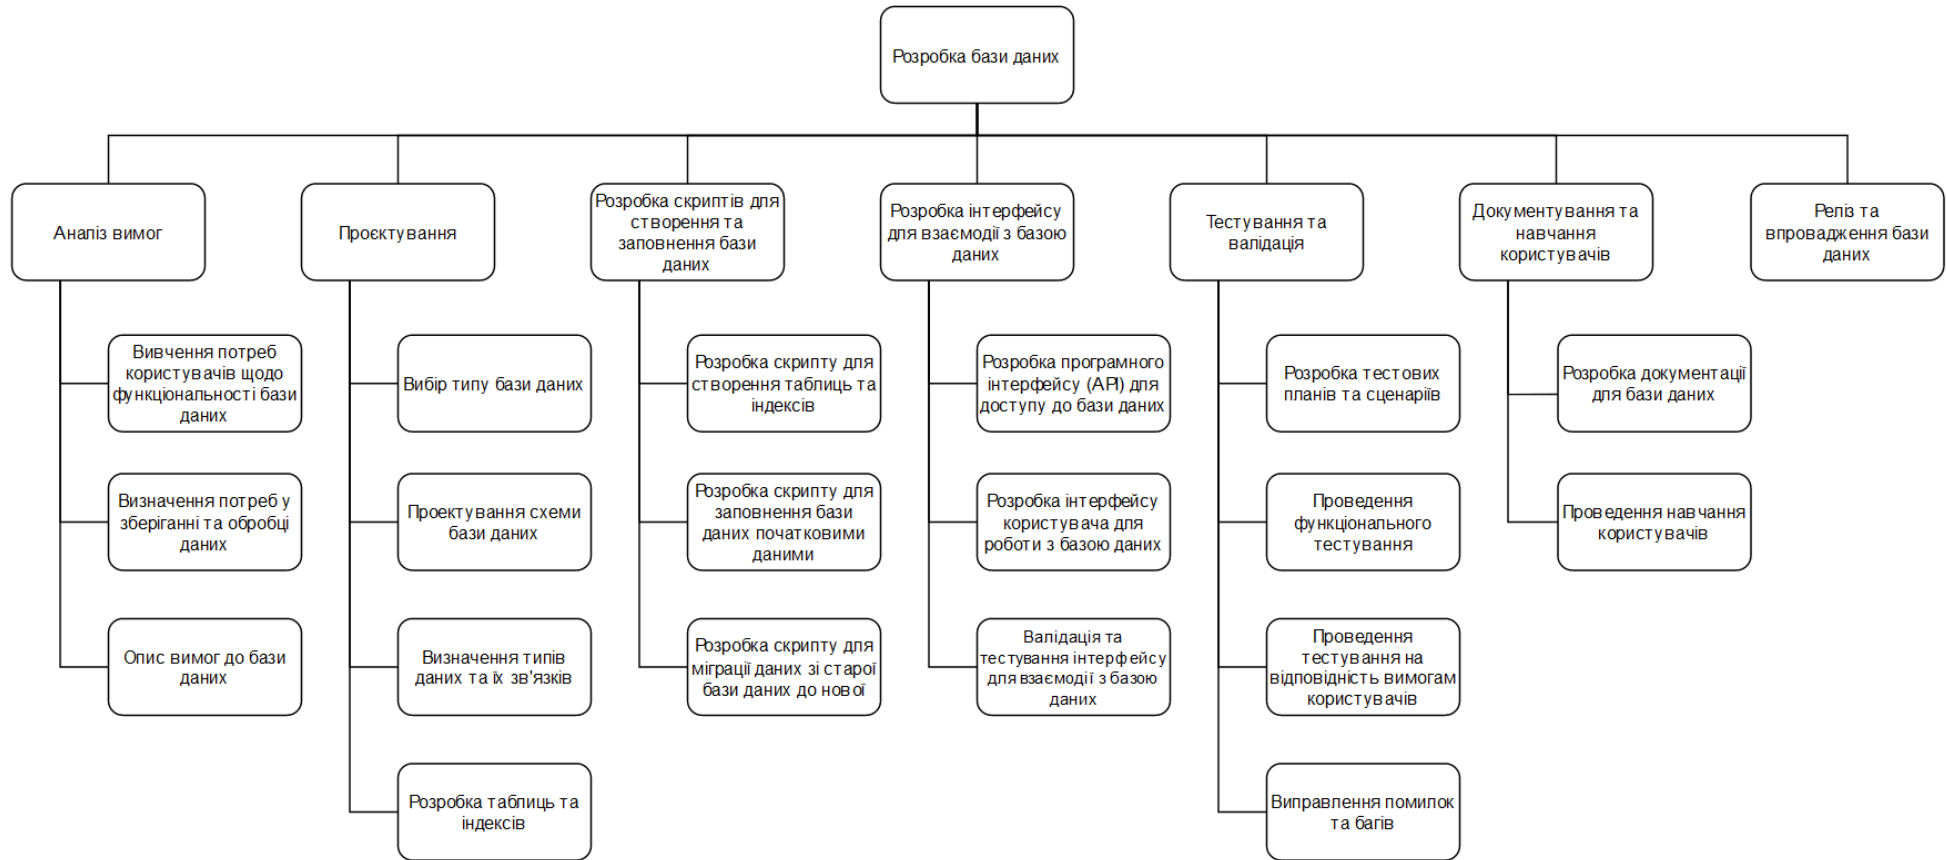 Розробка бази даних
Аналіз вимог
Проєктування
Розробка скриптів для
створення та
заповнення бази
даних
Розробка інтерфейсу
для взаємодії з базою
даних
Тестування та
валідація
Документування та
навчання
користувачів
Реліз та
впровадження бази
даних
Вивчення потреб
користувачів щодо
функціональності бази
даних
Визначення потреб у
зберіганні та обробці
даних
Опис вимог до бази
даних
Вибір типу бази даних
Проектування схеми
бази даних
Визначення типів
даних та їх зв'язків
Розробка таблиць та
індексів
Розробка скрипту для
створення таблиць та
індексів
Розробка скрипту для
заповнення бази
даних початковими
даними
Розробка скрипту для
міграції даних зі старої
бази даних до нової
Розробка програмного
інтерфейсу (API) для
доступу до бази даних
Розробка інтерфейсу
користувача для
роботи з базою даних
Валідація та
тестування інтерфейсу
для взаємодії з базою
даних
Розробка тестових
планів та сценаріїв
Проведення
функціонального
тестування
Проведення
тестування на
відповідність вимогам
користувачів
Виправлення помилок
та багів
Розробка документації
для бази даних
Проведення навчання
користувачів